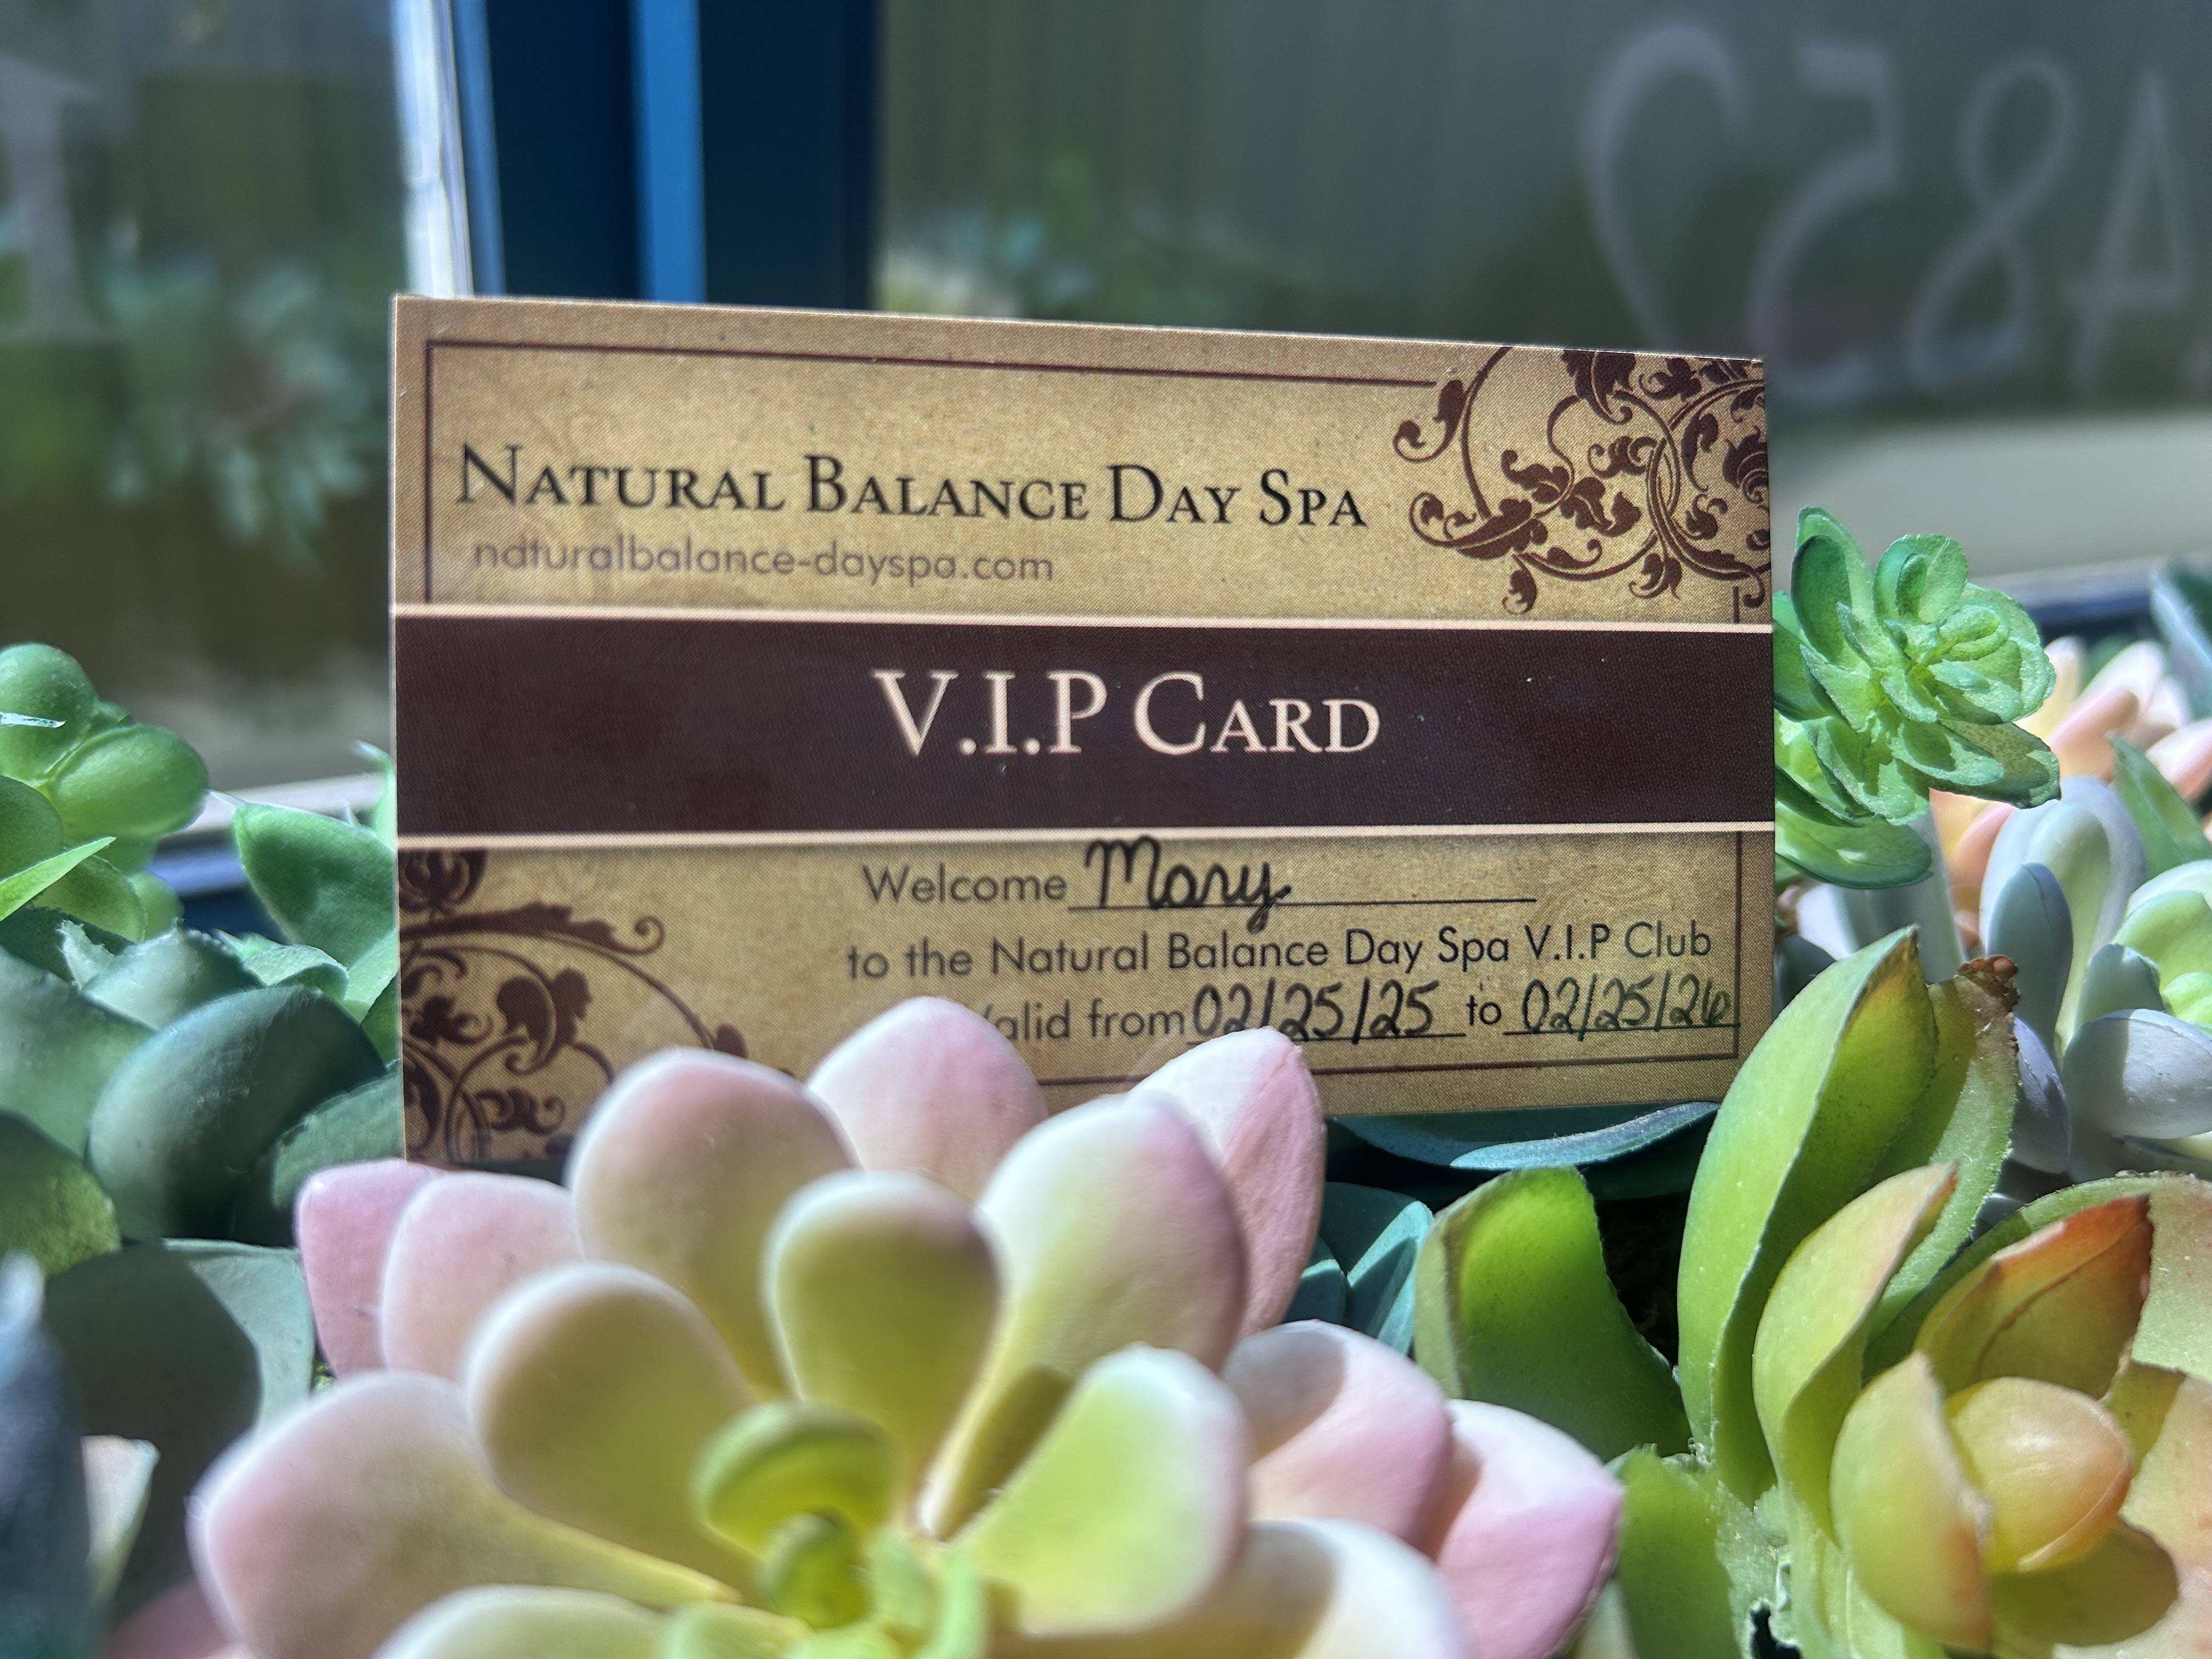 NATURAL BALANCE DAY SPA
naturalbalance-dayspa.com
V.I.P CARD
Welcome Mary
to the Natural Balance Day Spa V.I.P Club
Valid from 02/25/25 to 02/25/26